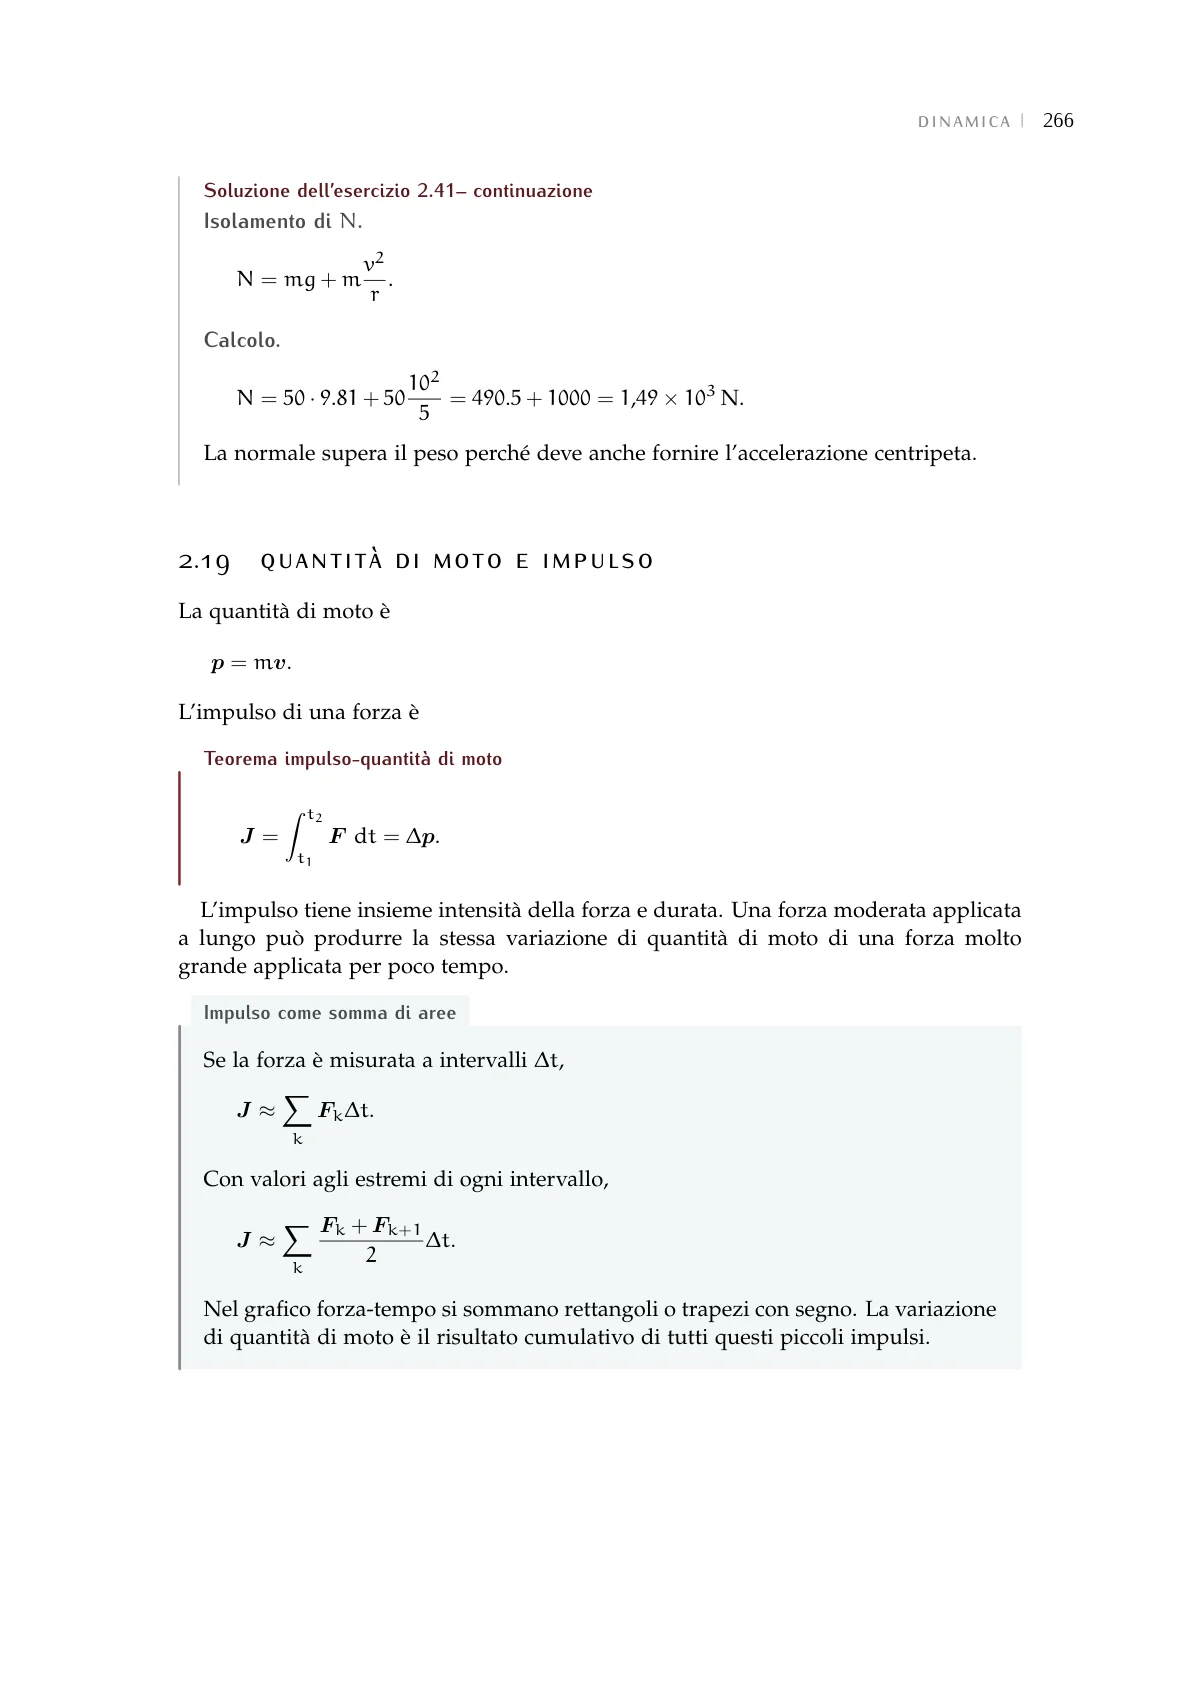 DINAMICA | 266
Soluzione dell'esercizio 2.41– continuazione
Isolamento di N.
N = mg + m v²/r.
Calcolo.
N = 50 · 9.81 + 50 10²/5 = 490.5 + 1000 = 1,49 × 10³ N.
La normale supera il peso perché deve anche fornire l'accelerazione centripeta.
2.19 QUANTITÀ DI MOTO E IMPULSO
La quantità di moto è
p = mv.
L'impulso di una forza è
Teorema impulso-quantità di moto
J = ∫_{t₁}^{t₂} F dt = Δp.
L'impulso tiene insieme intensità della forza e durata. Una forza moderata applicata
a lungo può produrre la stessa variazione di quantità di moto di una forza molto
grande applicata per poco tempo.
Impulso come somma di aree
Se la forza è misurata a intervalli Δt,
J ≈ ∑_k F_k Δt.
Con valori agli estremi di ogni intervallo,
J ≈ ∑_k (F_k + F_{k+1})/2 Δt.
Nel grafico forza-tempo si sommano rettangoli o trapezi con segno. La variazione
di quantità di moto è il risultato cumulativo di tutti questi piccoli impulsi.